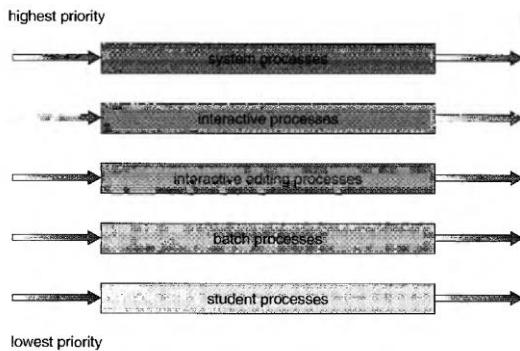 highest priority
system processes
interactive processes
interactive editing processes
batch processes
student processes
lowest priority